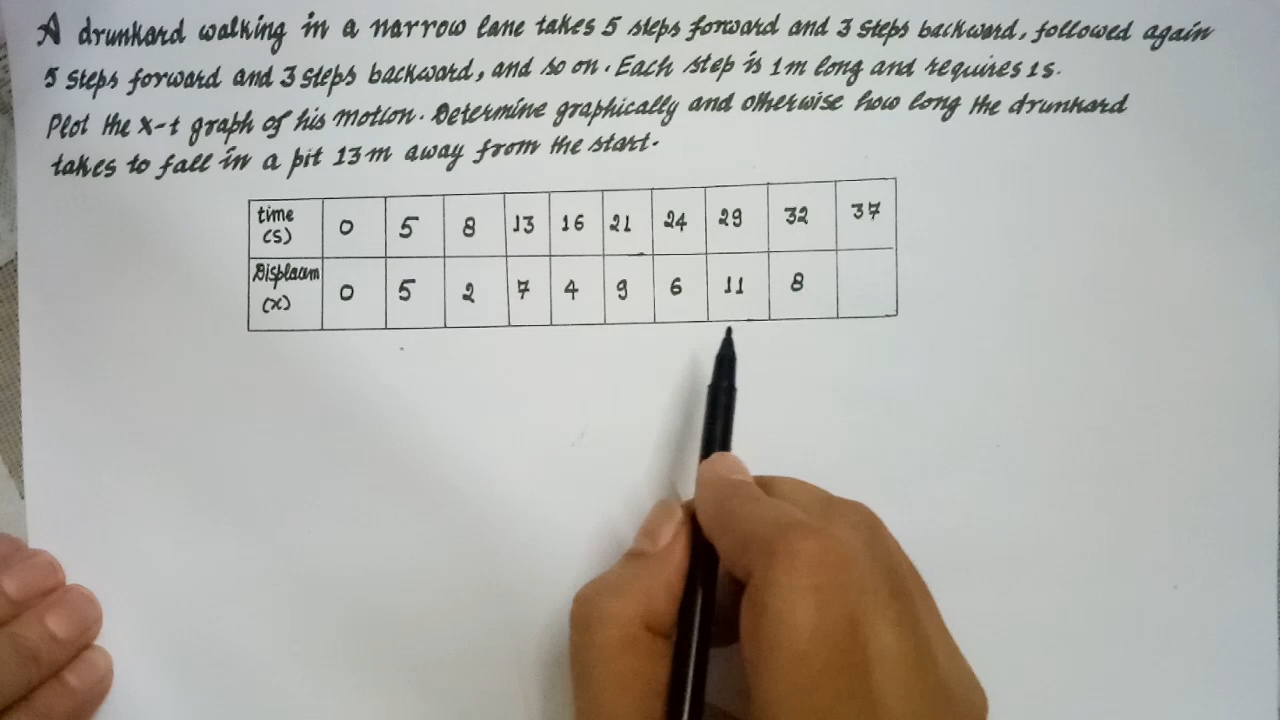 A drunkard walking in a narrow lane takes 5 steps forward and 3 steps backward, followed again
5 steps forward and 3 steps backward, and so on. Each step is 1m long and requires 1s.
Plot the x-t graph of his motion. Determine graphically and otherwise how long the drunkard
takes to fall in a pit 13m away from the start.
time (s) 0 5 8 13 16 21 24 29 32 37
Displacem (x) 0 5 2 7 4 9 6 11 8